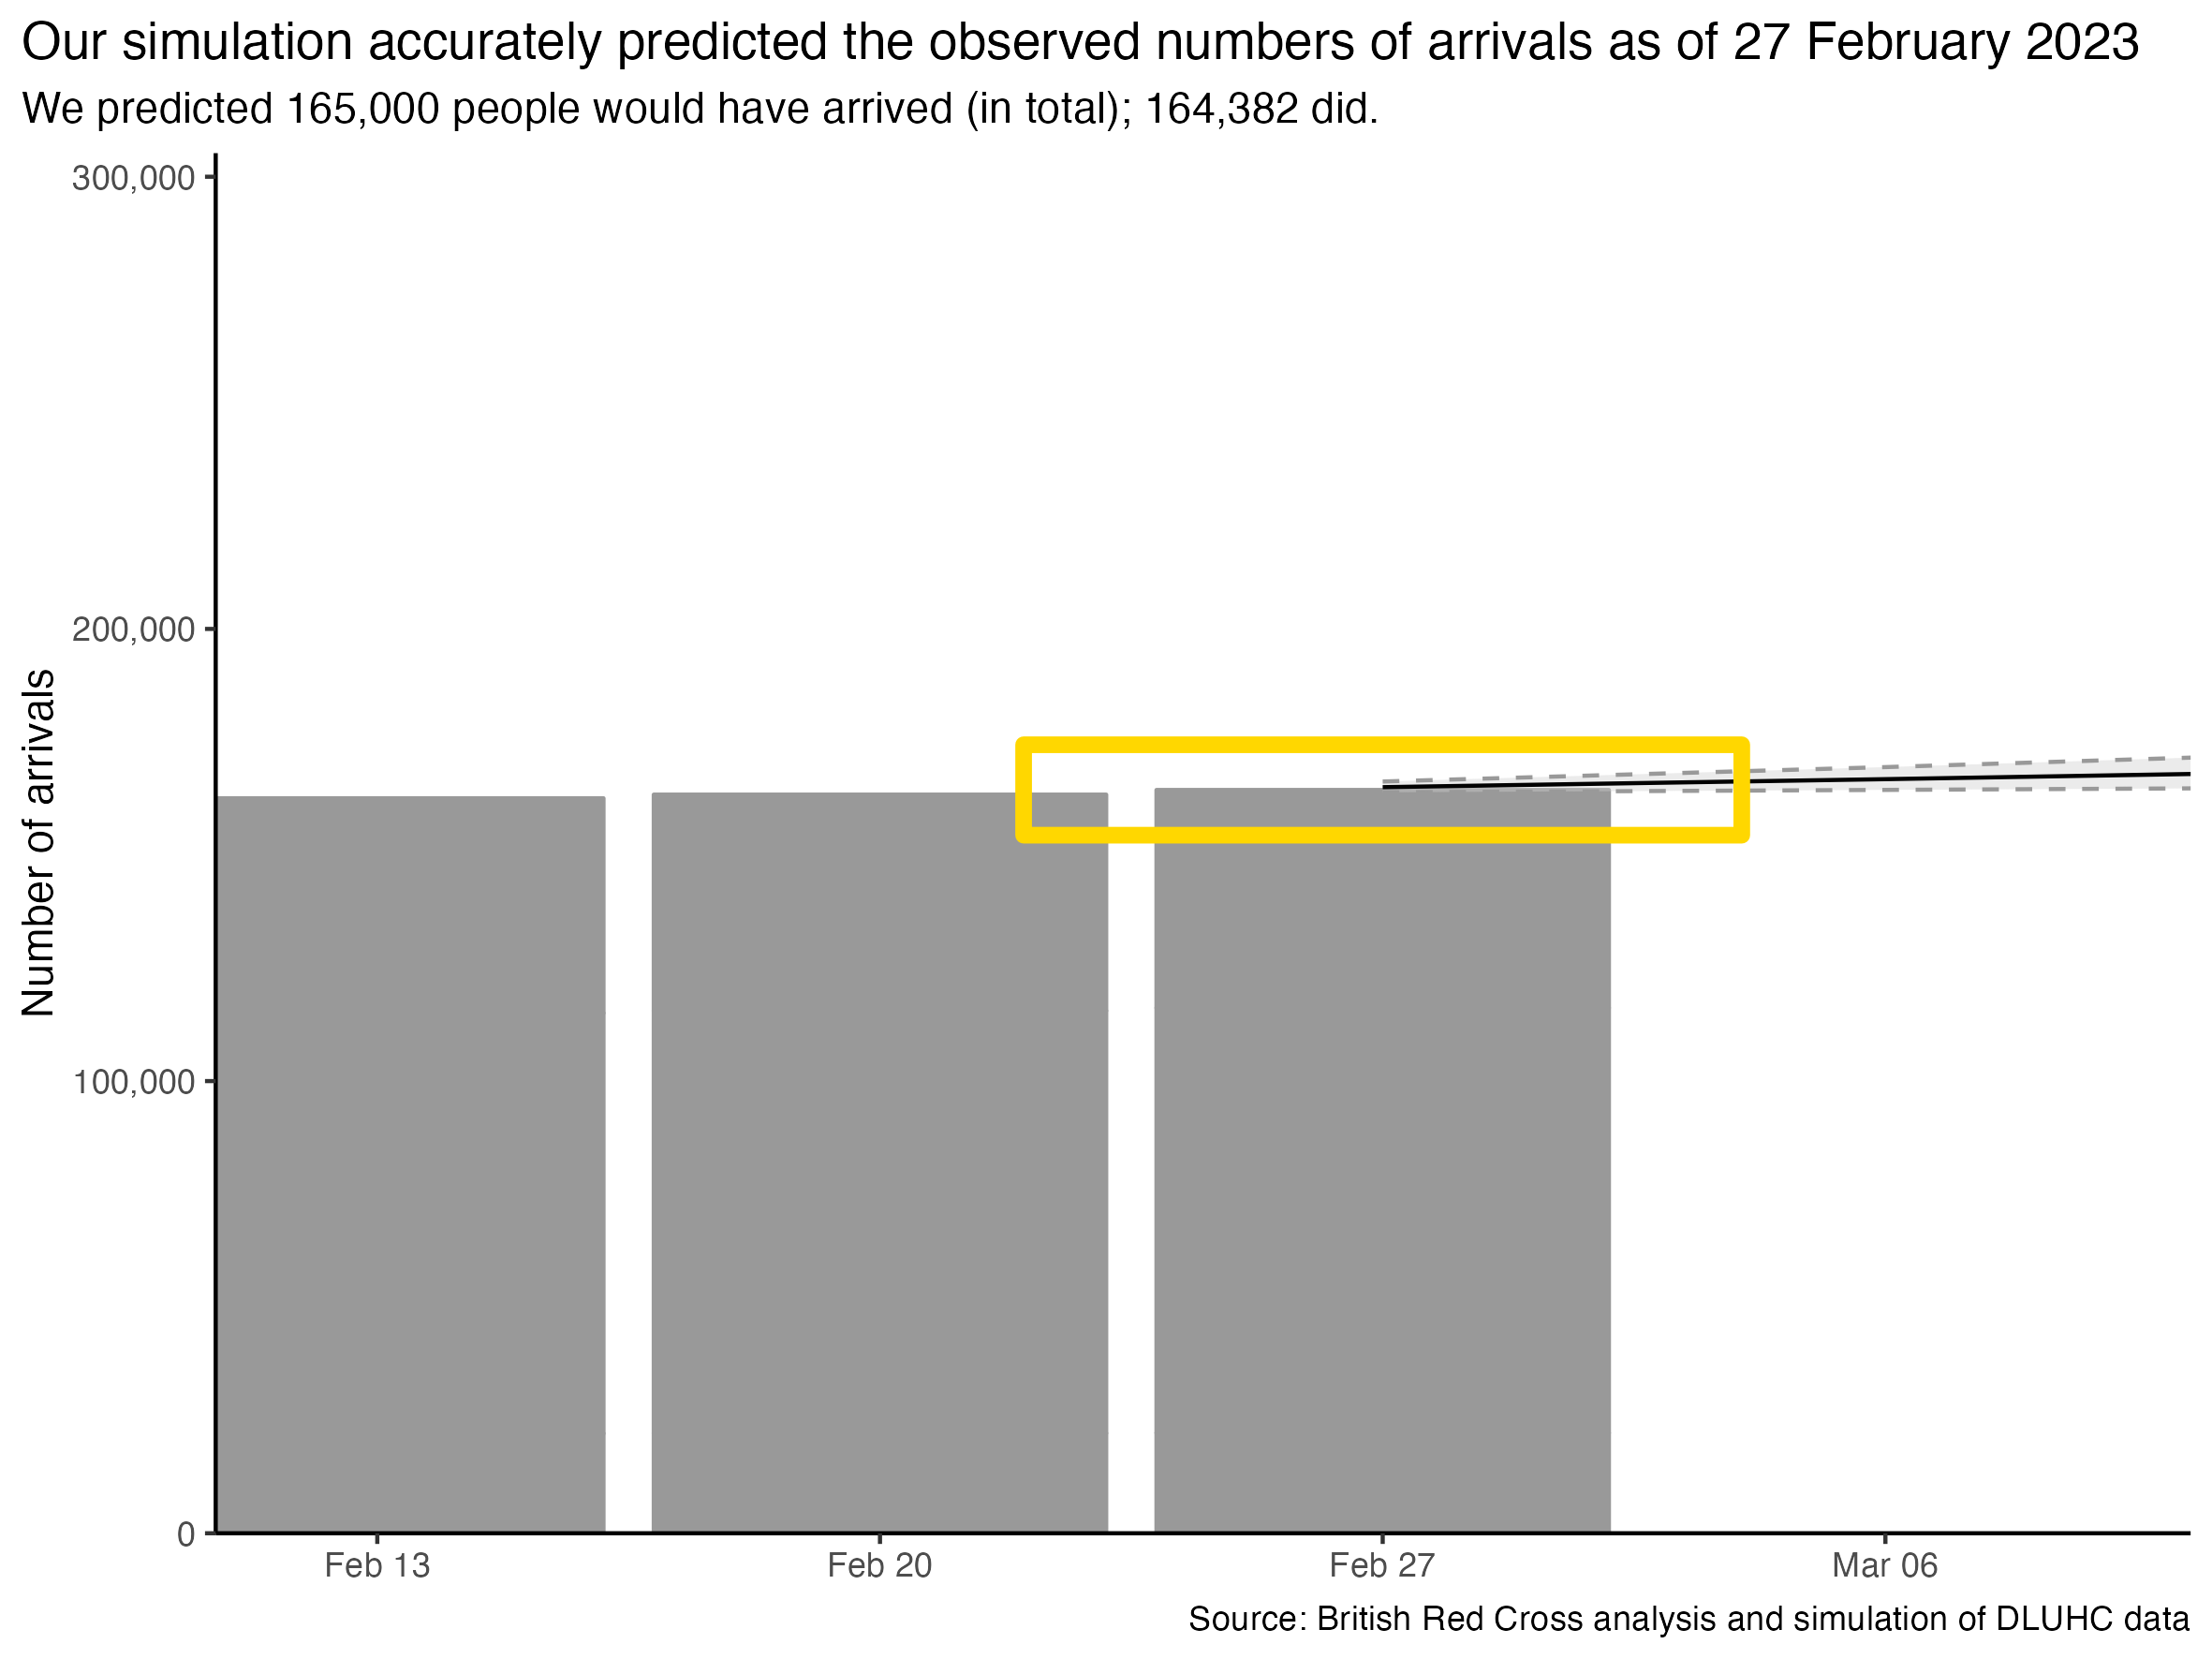 Our simulation accurately predicted the observed numbers of arrivals as of 27 February 2023
We predicted 165,000 people would have arrived (in total); 164,382 did.
300,000
200,000
100,000
0
Number of arrivals
Feb 13
Feb 20
Feb 27
Mar 06
Source: British Red Cross analysis and simulation of DLUHC data